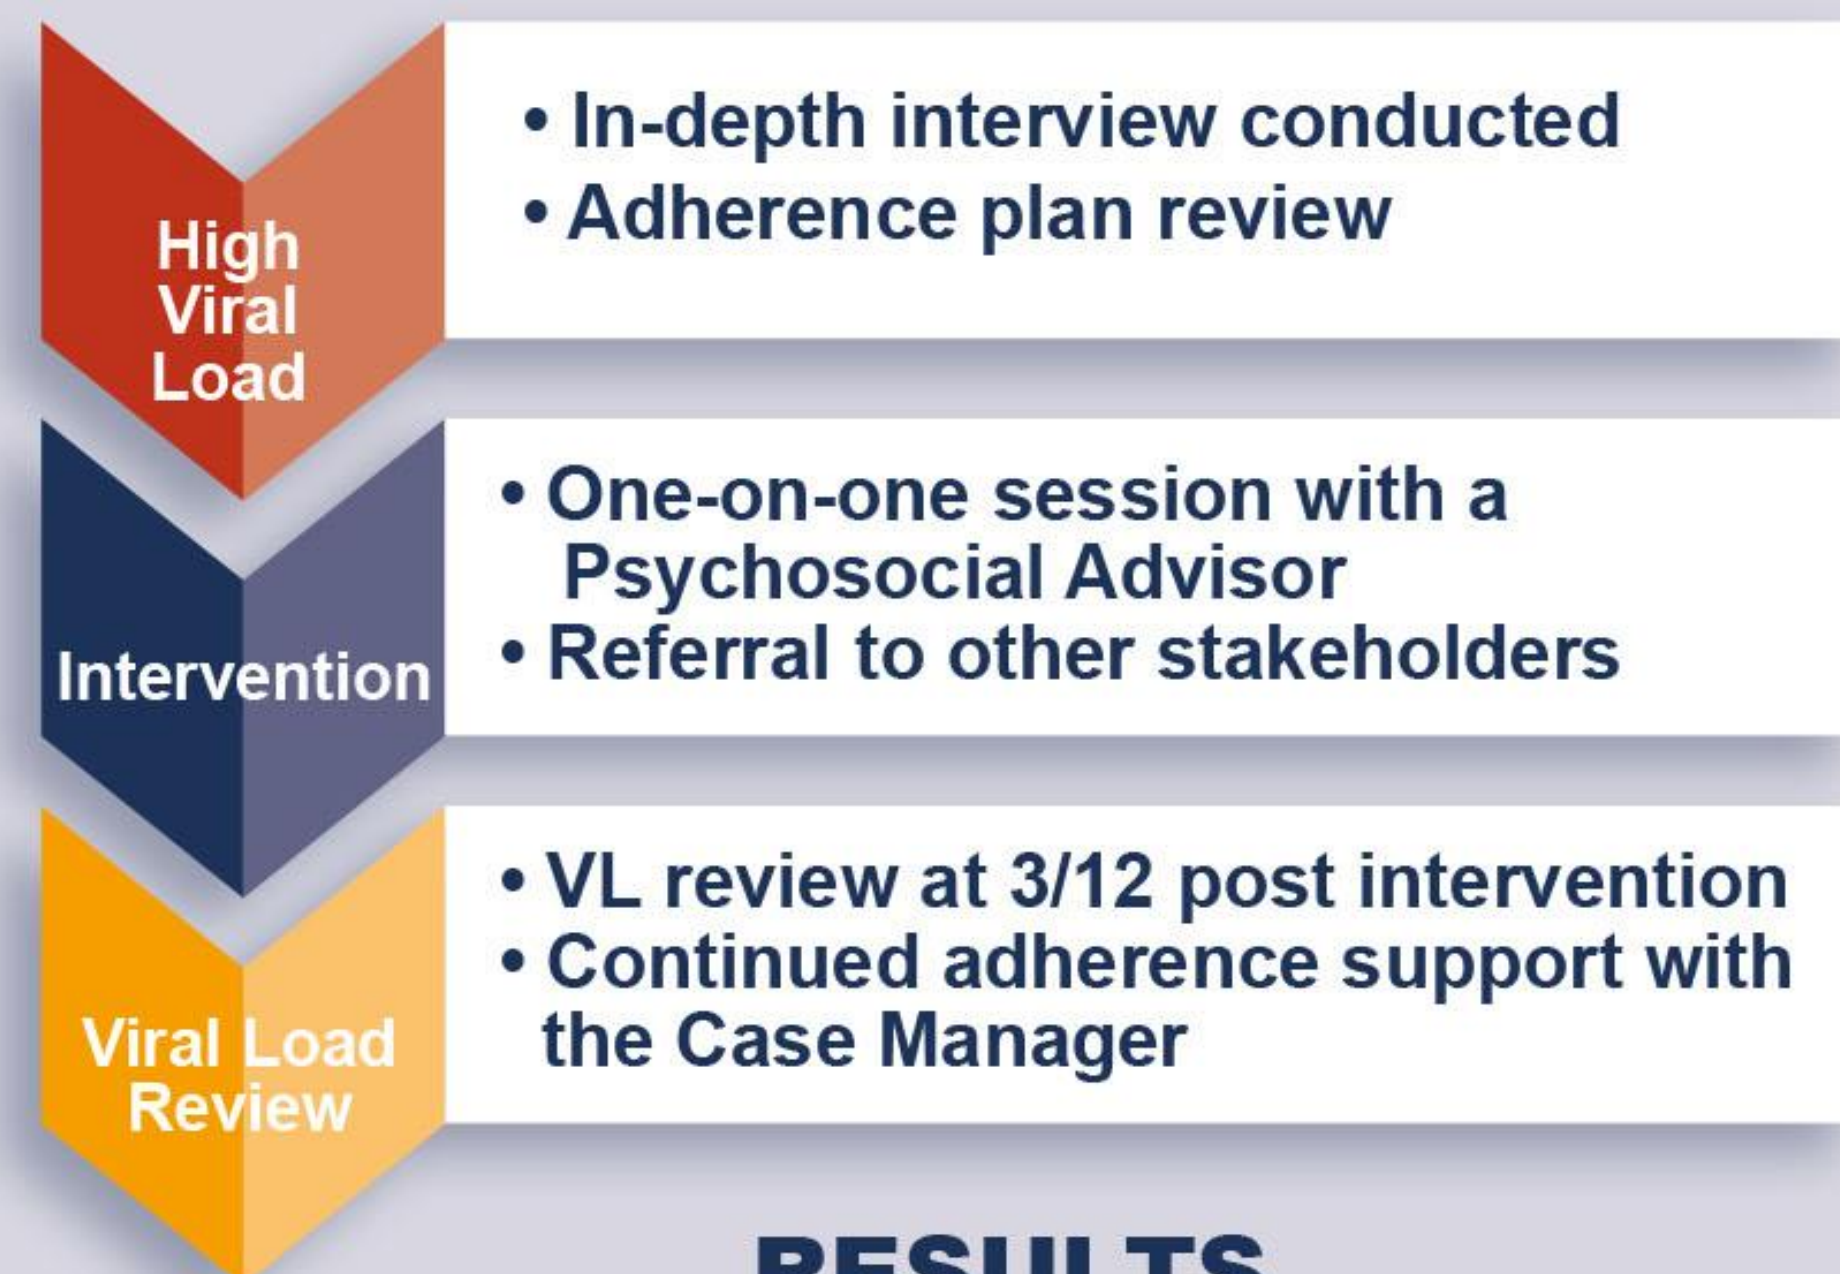 High
Viral
Load
• In-depth interview conducted
• Adherence plan review
Intervention
• One-on-one session with a
Psychosocial Advisor
• Referral to other stakeholders
Viral Load
Review
• VL review at 3/12 post intervention
• Continued adherence support with
the Case Manager
RESULTS